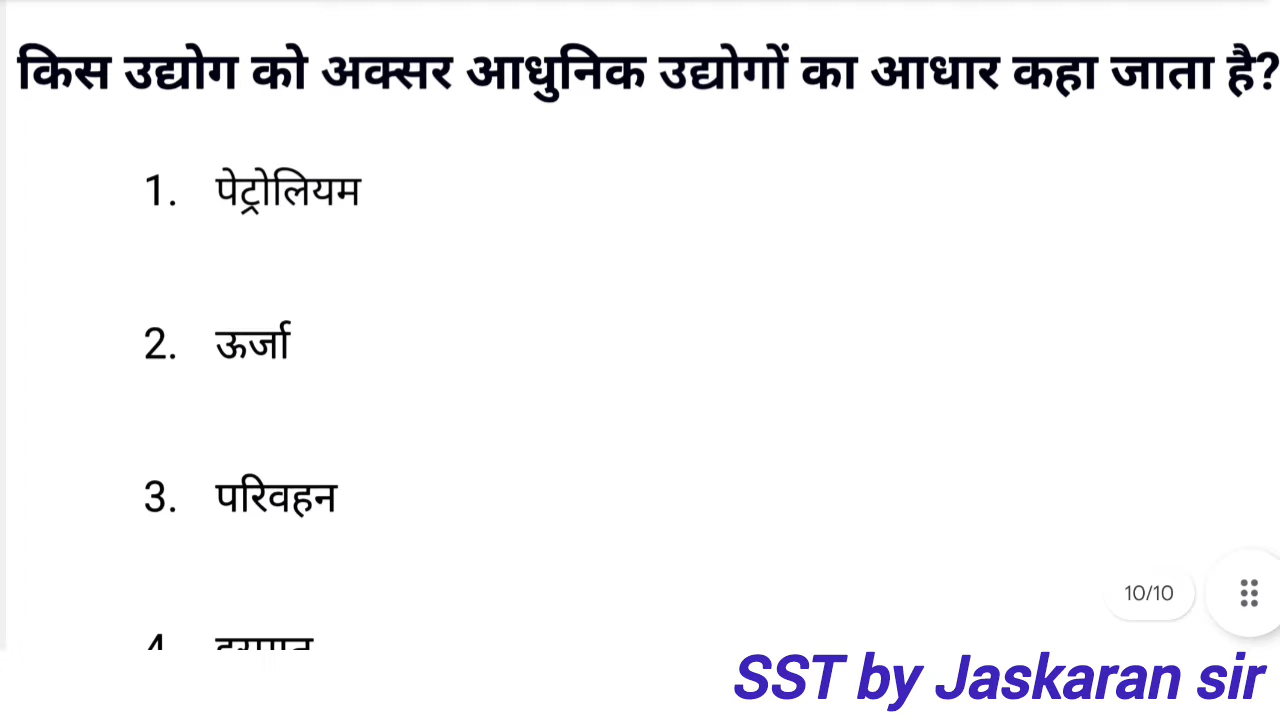 किस उद्योग को अक्सर आधुनिक उद्योगों का आधार कहा जाता है?
1. पेट्रोलियम
2. ऊर्जा
3. परिवहन
10/10
SST by Jaskaran sir